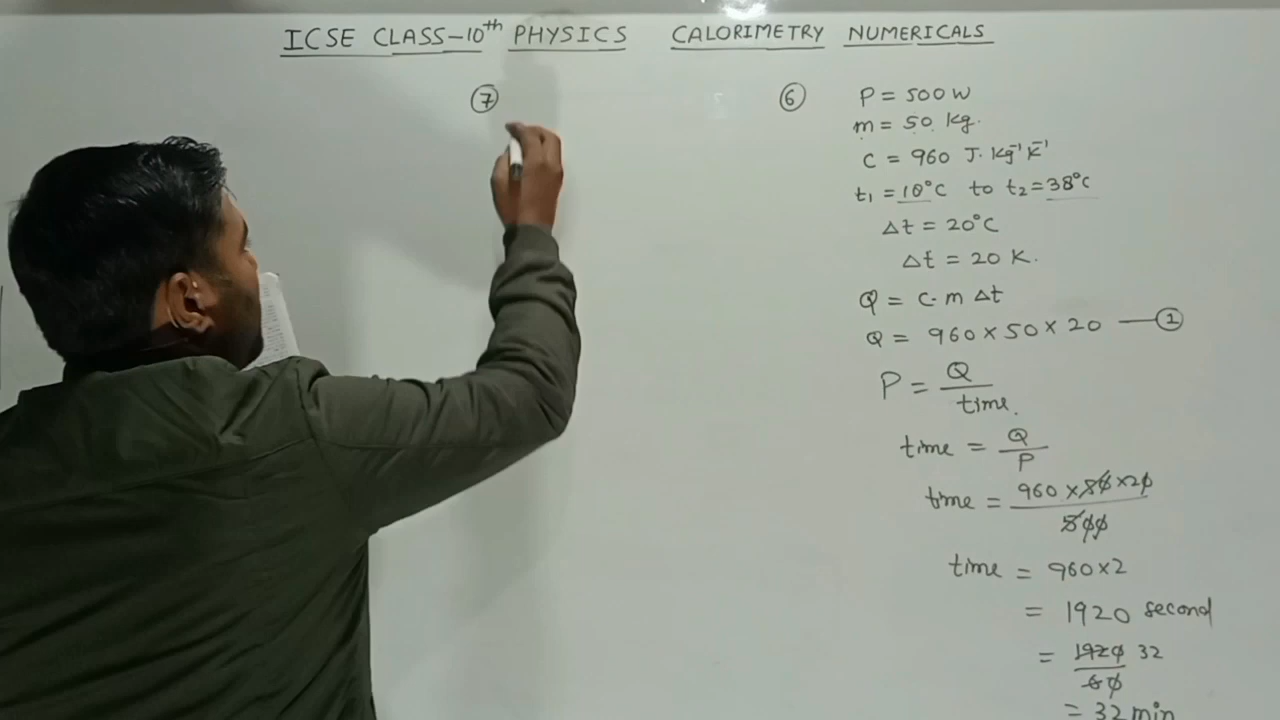 ICSE CLASS-10th PHYSICS CALORIMETRY NUMERICALS
7
6
P = 500 W
m = 50 kg.
c = 960 J. Kg⁻¹ K⁻¹
t₁ = 18°C to t₂ = 38°C
Δt = 20°C
Δt = 20 K.
Q = c. m Δt
Q = 960 × 50 × 20 — 1
P = Q / time.
time = Q / P
time = 960 × 50 × 20 / 500
time = 960 × 2
= 1920 second
= 1920 / 60 32
= 32 min